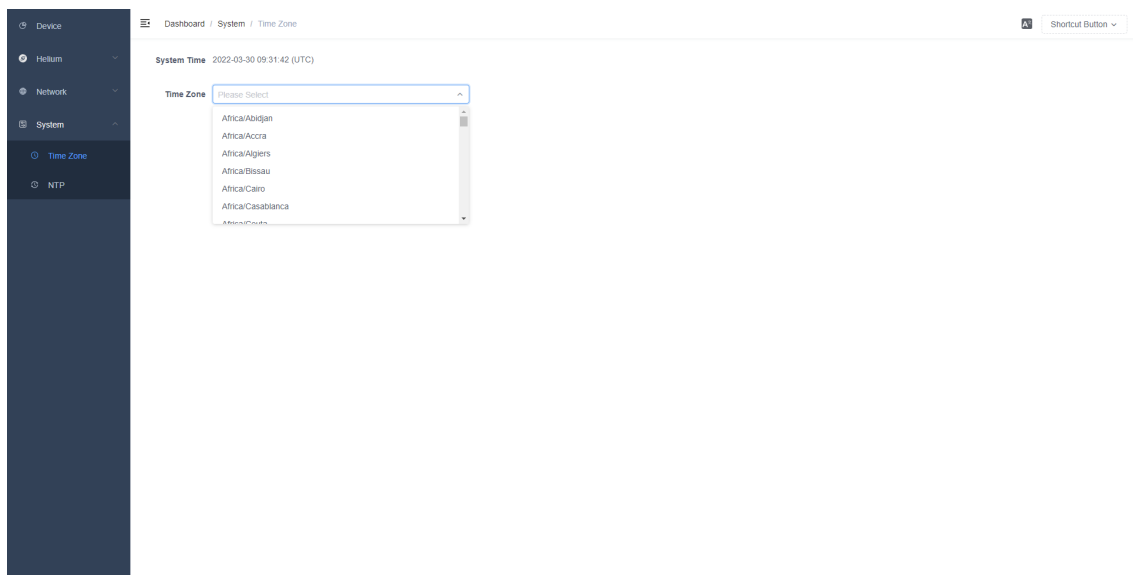 Device
Helium
Network
System
Time Zone
NTP
Dashboard / System / Time Zone
A
Shortcut Button
System Time 2022-03-30 09:31:42 (UTC)
Time Zone Please Select
Africa/Abidjan
Africa/Accra
Africa/Algiers
Africa/Bissau
Africa/Cairo
Africa/Casablanca
Africa/Ceuta